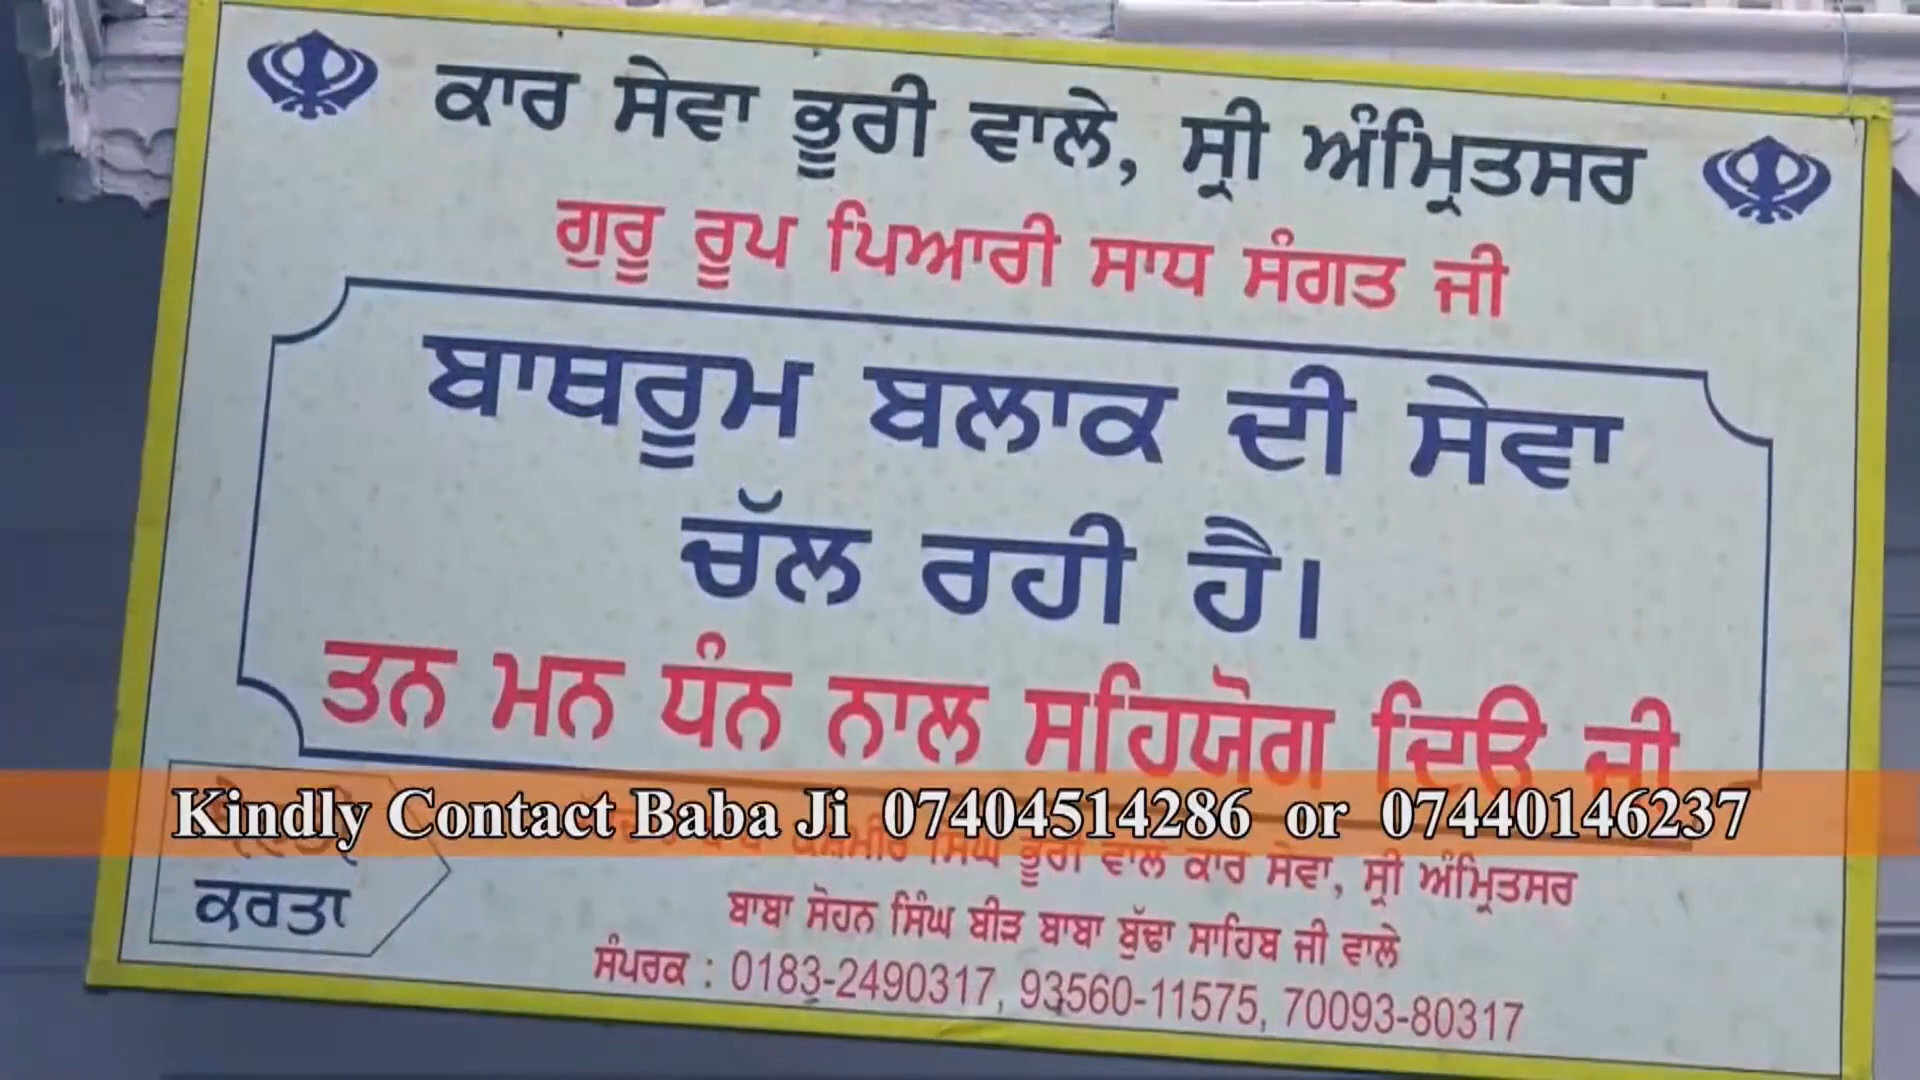 ਕਾਰ ਸੇਵਾ ਭੂਰੀ ਵਾਲੇ, ਸ੍ਰੀ ਅੰਮ੍ਰਿਤਸਰ
ਗੁਰੂ ਰੂਪ ਪਿਆਰੀ ਸਾਧ ਸੰਗਤ ਜੀ
ਬਾਥਰੂਮ ਬਲਾਕ ਦੀ ਸੇਵਾ
ਚੱਲ ਰਹੀ ਹੈ।
ਤਨ ਮਨ ਧੰਨ ਨਾਲ ਸਹਿਯੋਗ ਦਿਓ ਜੀ
Kindly Contact Baba Ji 07404514286 or 07440146237
ਕਸ਼ਮੀਰ ਸਿੰਘ ਭੂਰੀ ਵਾਲੇ ਕਾਰ ਸੇਵਾ, ਸ੍ਰੀ ਅੰਮ੍ਰਿਤਸਰ
ਕਰਤਾ
ਬਾਬਾ ਸੋਹਨ ਸਿੰਘ ਬੀੜ ਬਾਬਾ ਬੁੱਢਾ ਸਾਹਿਬ ਜੀ ਵਾਲੇ
ਸੰਪਰਕ : 0183-2490317, 93560-11575, 70093-80317